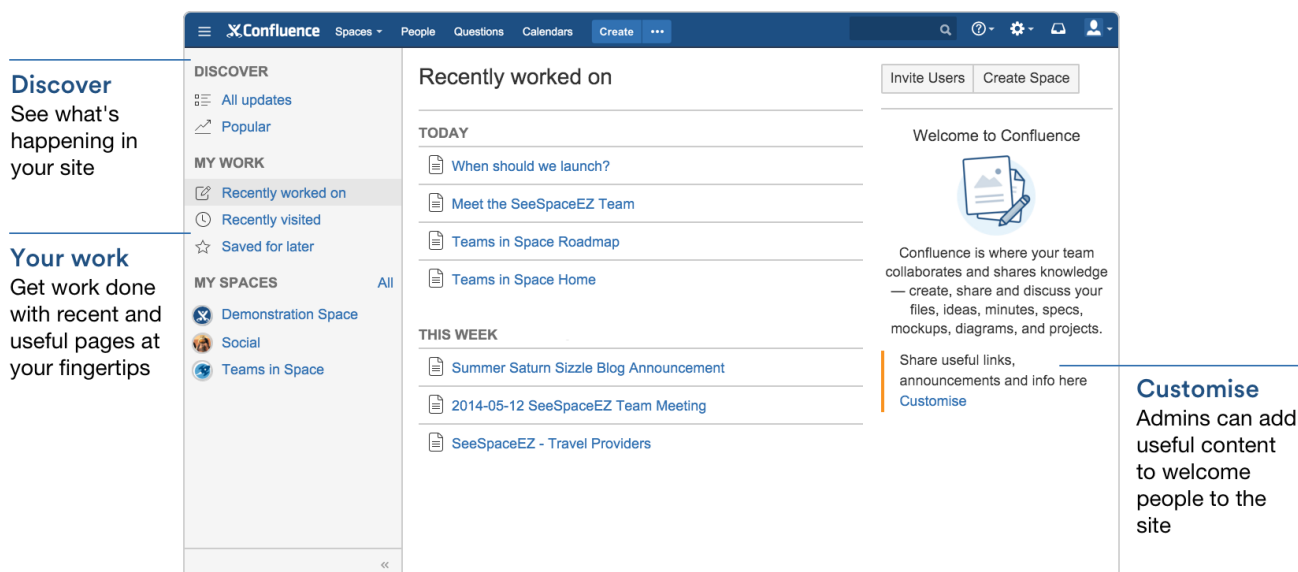 Confluence Spaces People Questions Calendars Create
Discover
See what's
happening in
your site
Your work
Get work done
with recent and
useful pages at
your fingertips
DISCOVER
All updates
Popular
MY WORK
Recently worked on
Recently visited
Saved for later
MY SPACES All
Demonstration Space
Social
Teams in Space
Recently worked on
TODAY
When should we launch?
Meet the SeeSpaceEZ Team
Teams in Space Roadmap
Teams in Space Home
THIS WEEK
Summer Saturn Sizzle Blog Announcement
2014-05-12 SeeSpaceEZ Team Meeting
SeeSpaceEZ - Travel Providers
Invite Users Create Space
Welcome to Confluence
Confluence is where your team
collaborates and shares knowledge
— create, share and discuss your
files, ideas, minutes, specs,
mockups, diagrams, and projects.
Share useful links,
announcements and info here
Customise
Customise
Admins can add
useful content
to welcome
people to the
site